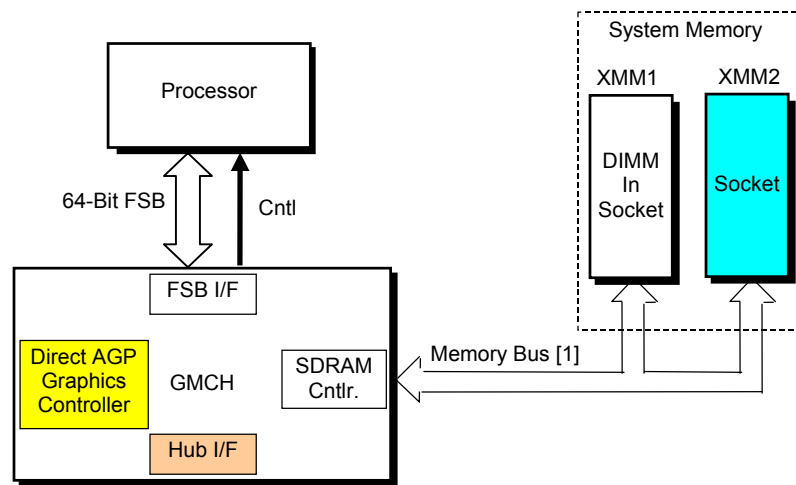 System Memory
XMM1
XMM2
Processor
DIMM
In
Socket
Socket
64-Bit FSB
Cntl
FSB I/F
Direct AGP
Graphics
Controller
GMCH
SDRAM
Cntlr.
Memory Bus [1]
Hub I/F